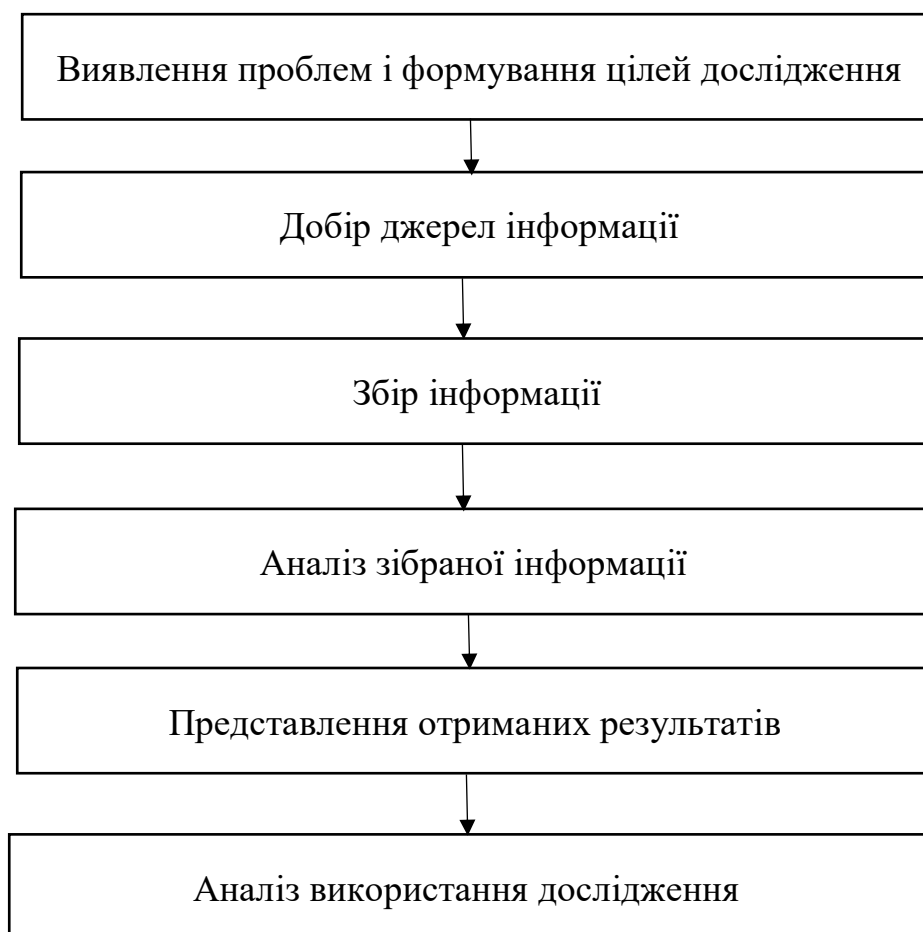 Виявлення проблем і формування цілей дослідження
Добір джерел інформації
Збір інформації
Аналіз зібраної інформації
Представлення отриманих результатів
Аналіз використання дослідження